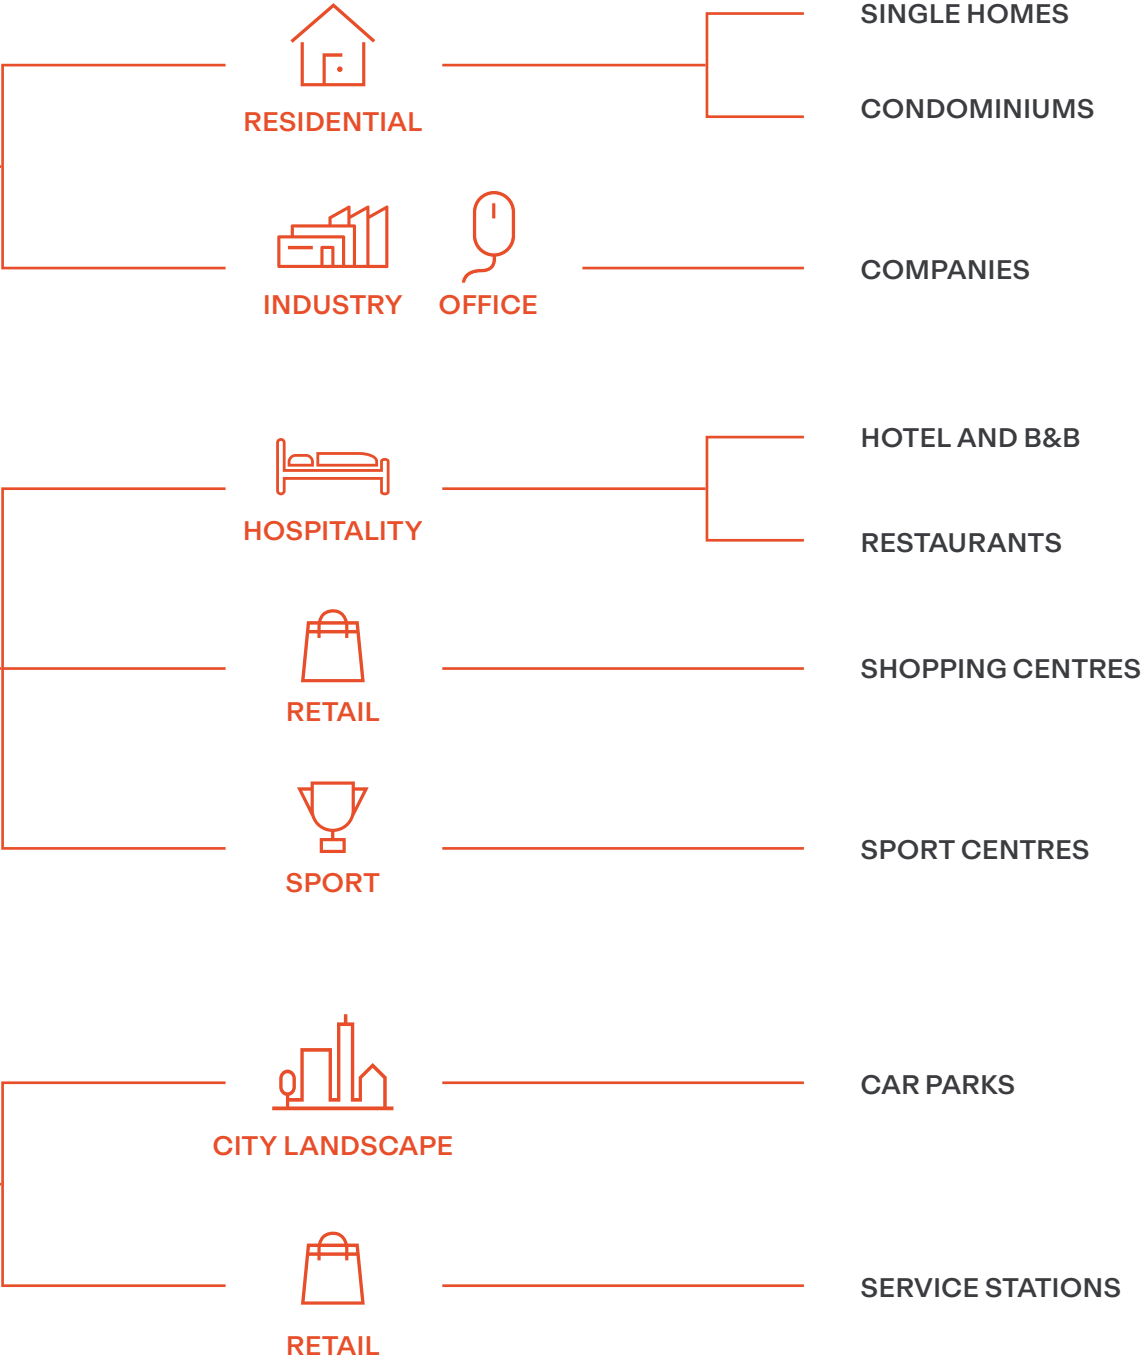 SINGLE HOMES
RESIDENTIAL
CONDOMINIUMS
INDUSTRY
OFFICE
COMPANIES
HOSPITALITY
HOTEL AND B&B
RESTAURANTS
RETAIL
SHOPPING CENTRES
SPORT
SPORT CENTRES
CITY LANDSCAPE
CAR PARKS
RETAIL
SERVICE STATIONS